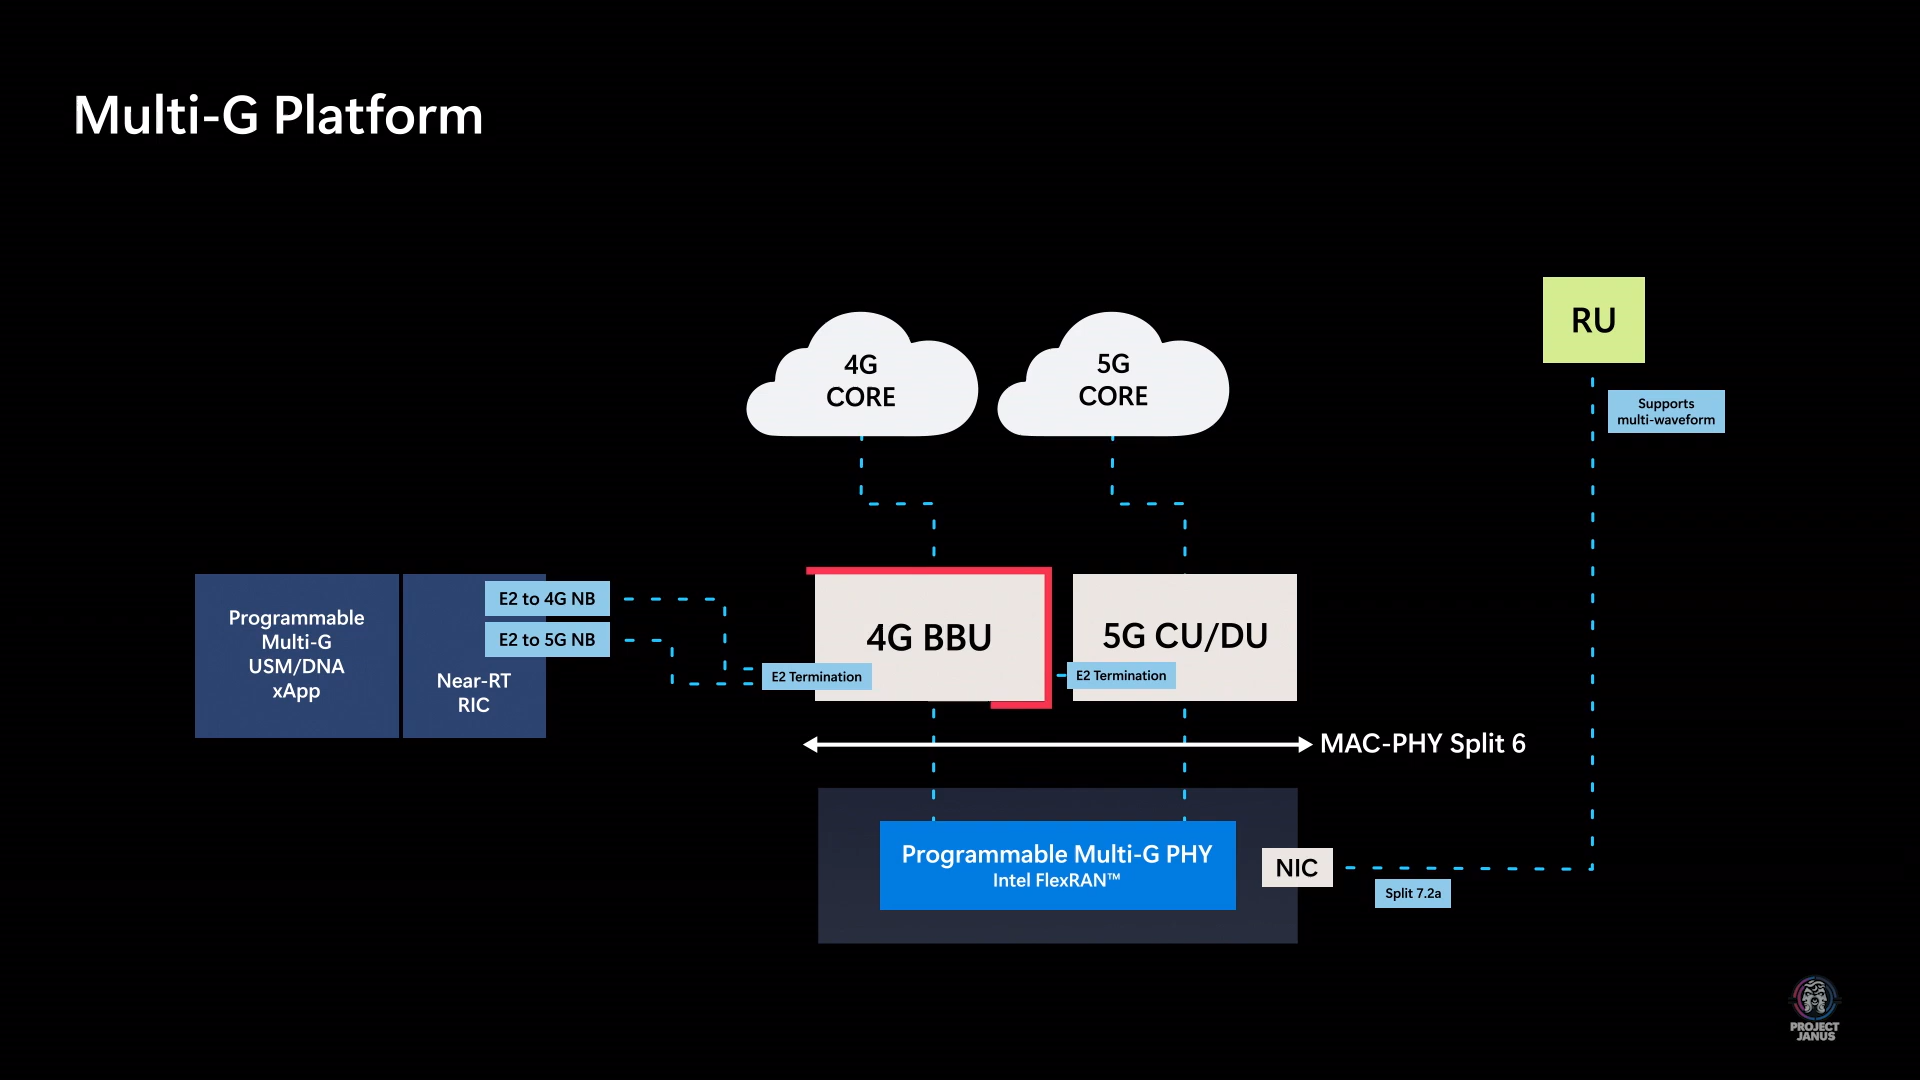 Multi-G Platform
4G
CORE
5G
CORE
RU
Supports
multi-waveform
Programmable
Multi-G
USM/DNA
xApp
Near-RT
RIC
E2 to 4G NB
E2 to 5G NB
4G BBU
E2 Termination
5G CU/DU
E2 Termination
MAC-PHY Split 6
Programmable Multi-G PHY
Intel FlexRAN™
NIC
Split 7.2a
PROJECT
JANUS